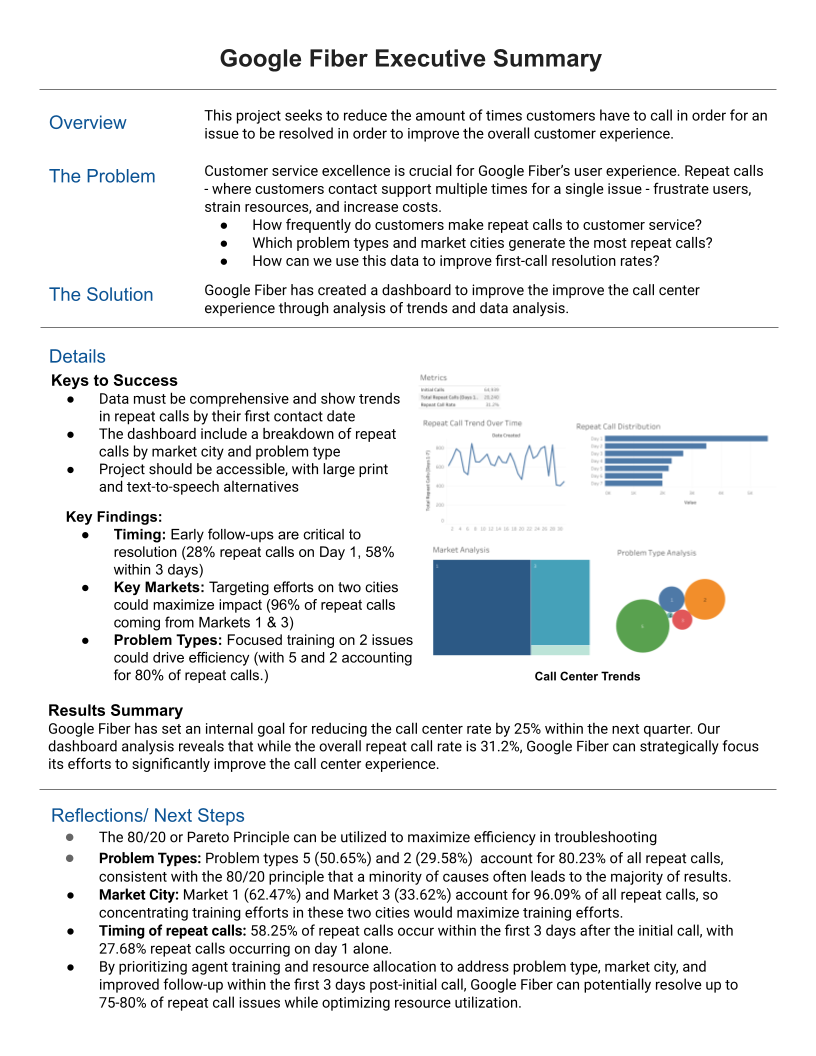 Google Fiber Executive Summary
Overview
This project seeks to reduce the amount of times customers have to call in order for an
issue to be resolved in order to improve the overall customer experience.
The Problem
Customer service excellence is crucial for Google Fiber’s user experience. Repeat calls
- where customers contact support multiple times for a single issue - frustrate users,
strain resources, and increase costs.
● How frequently do customers make repeat calls to customer service?
● Which problem types and market cities generate the most repeat calls?
● How can we use this data to improve first-call resolution rates?
The Solution
Google Fiber has created a dashboard to improve the improve the call center
experience through analysis of trends and data analysis.
Details
Keys to Success
● Data must be comprehensive and show trends
in repeat calls by their first contact date
● The dashboard include a breakdown of repeat
calls by market city and problem type
● Project should be accessible, with large print
and text-to-speech alternatives
Key Findings:
● Timing: Early follow-ups are critical to
resolution (28% repeat calls on Day 1, 58%
within 3 days)
● Key Markets: Targeting efforts on two cities
could maximize impact (96% of repeat calls
coming from Markets 1 & 3)
● Problem Types: Focused training on 2 issues
could drive efficiency (with 5 and 2 accounting
for 80% of repeat calls.)
Metrics
Initial Calls
Total Repeat Calls (Days 1..
Repeat Call Rate 31.2%
Repeat Call Trend Over Time
Date Created
Total Repeat Calls (Days 1-7)
800
600
400
200
0
2 4 6 8 10 12 14 16 18 20 22 24 26 28 30
Repeat Call Distribution
Day 1
Day 2
Day 3
Day 4
Day 5
Day 6
Day 7
0K 1K 2K 3K 4K 5K
Value
Market Analysis
1
3
Problem Type Analysis
1
2
3
5
Call Center Trends
Results Summary
Google Fiber has set an internal goal for reducing the call center rate by 25% within the next quarter. Our
dashboard analysis reveals that while the overall repeat call rate is 31.2%, Google Fiber can strategically focus
its efforts to significantly improve the call center experience.
Reflections/ Next Steps
● The 80/20 or Pareto Principle can be utilized to maximize efficiency in troubleshooting
● Problem Types: Problem types 5 (50.65%) and 2 (29.58%) account for 80.23% of all repeat calls,
consistent with the 80/20 principle that a minority of causes often leads to the majority of results.
● Market City: Market 1 (62.47%) and Market 3 (33.62%) account for 96.09% of all repeat calls, so
concentrating training efforts in these two cities would maximize training efforts.
● Timing of repeat calls: 58.25% of repeat calls occur within the first 3 days after the initial call, with
27.68% repeat calls occurring on day 1 alone.
● By prioritizing agent training and resource allocation to address problem type, market city, and
improved follow-up within the first 3 days post-initial call, Google Fiber can potentially resolve up to
75-80% of repeat call issues while optimizing resource utilization.